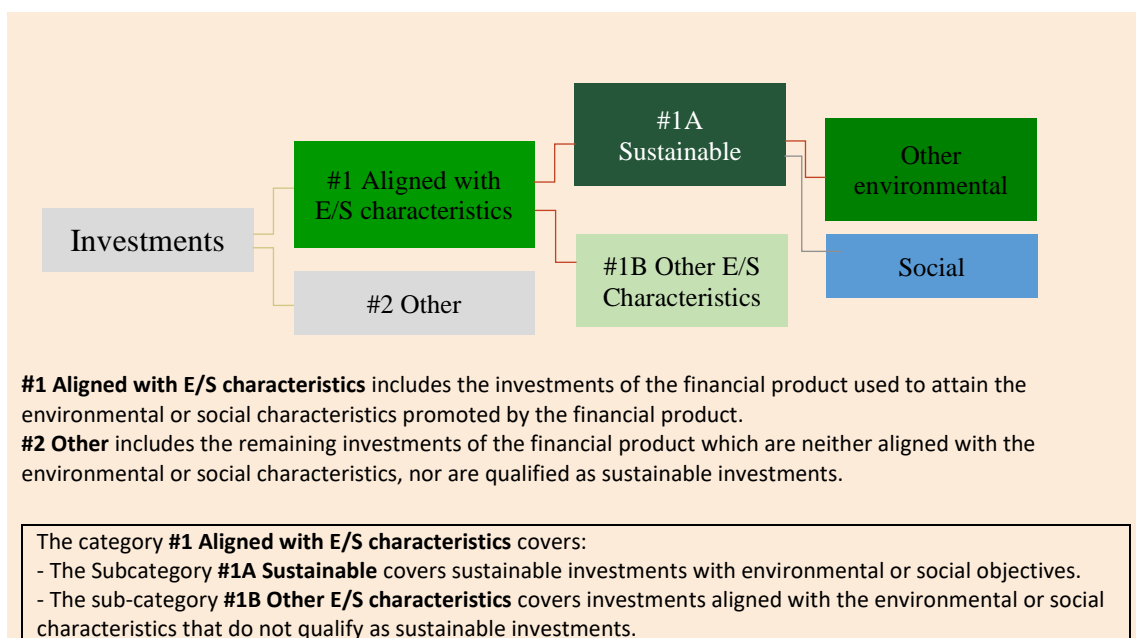 #1A
Sustainable
Other
environmental
#1 Aligned with
E/S characteristics
Investments
#1B Other E/S
Characteristics
Social
#2 Other
#1 Aligned with E/S characteristics includes the investments of the financial product used to attain the
environmental or social characteristics promoted by the financial product.
#2 Other includes the remaining investments of the financial product which are neither aligned with the
environmental or social characteristics, nor are qualified as sustainable investments.
The category #1 Aligned with E/S characteristics covers:
- The Subcategory #1A Sustainable covers sustainable investments with environmental or social objectives.
- The sub-category #1B Other E/S characteristics covers investments aligned with the environmental or social
characteristics that do not qualify as sustainable investments.